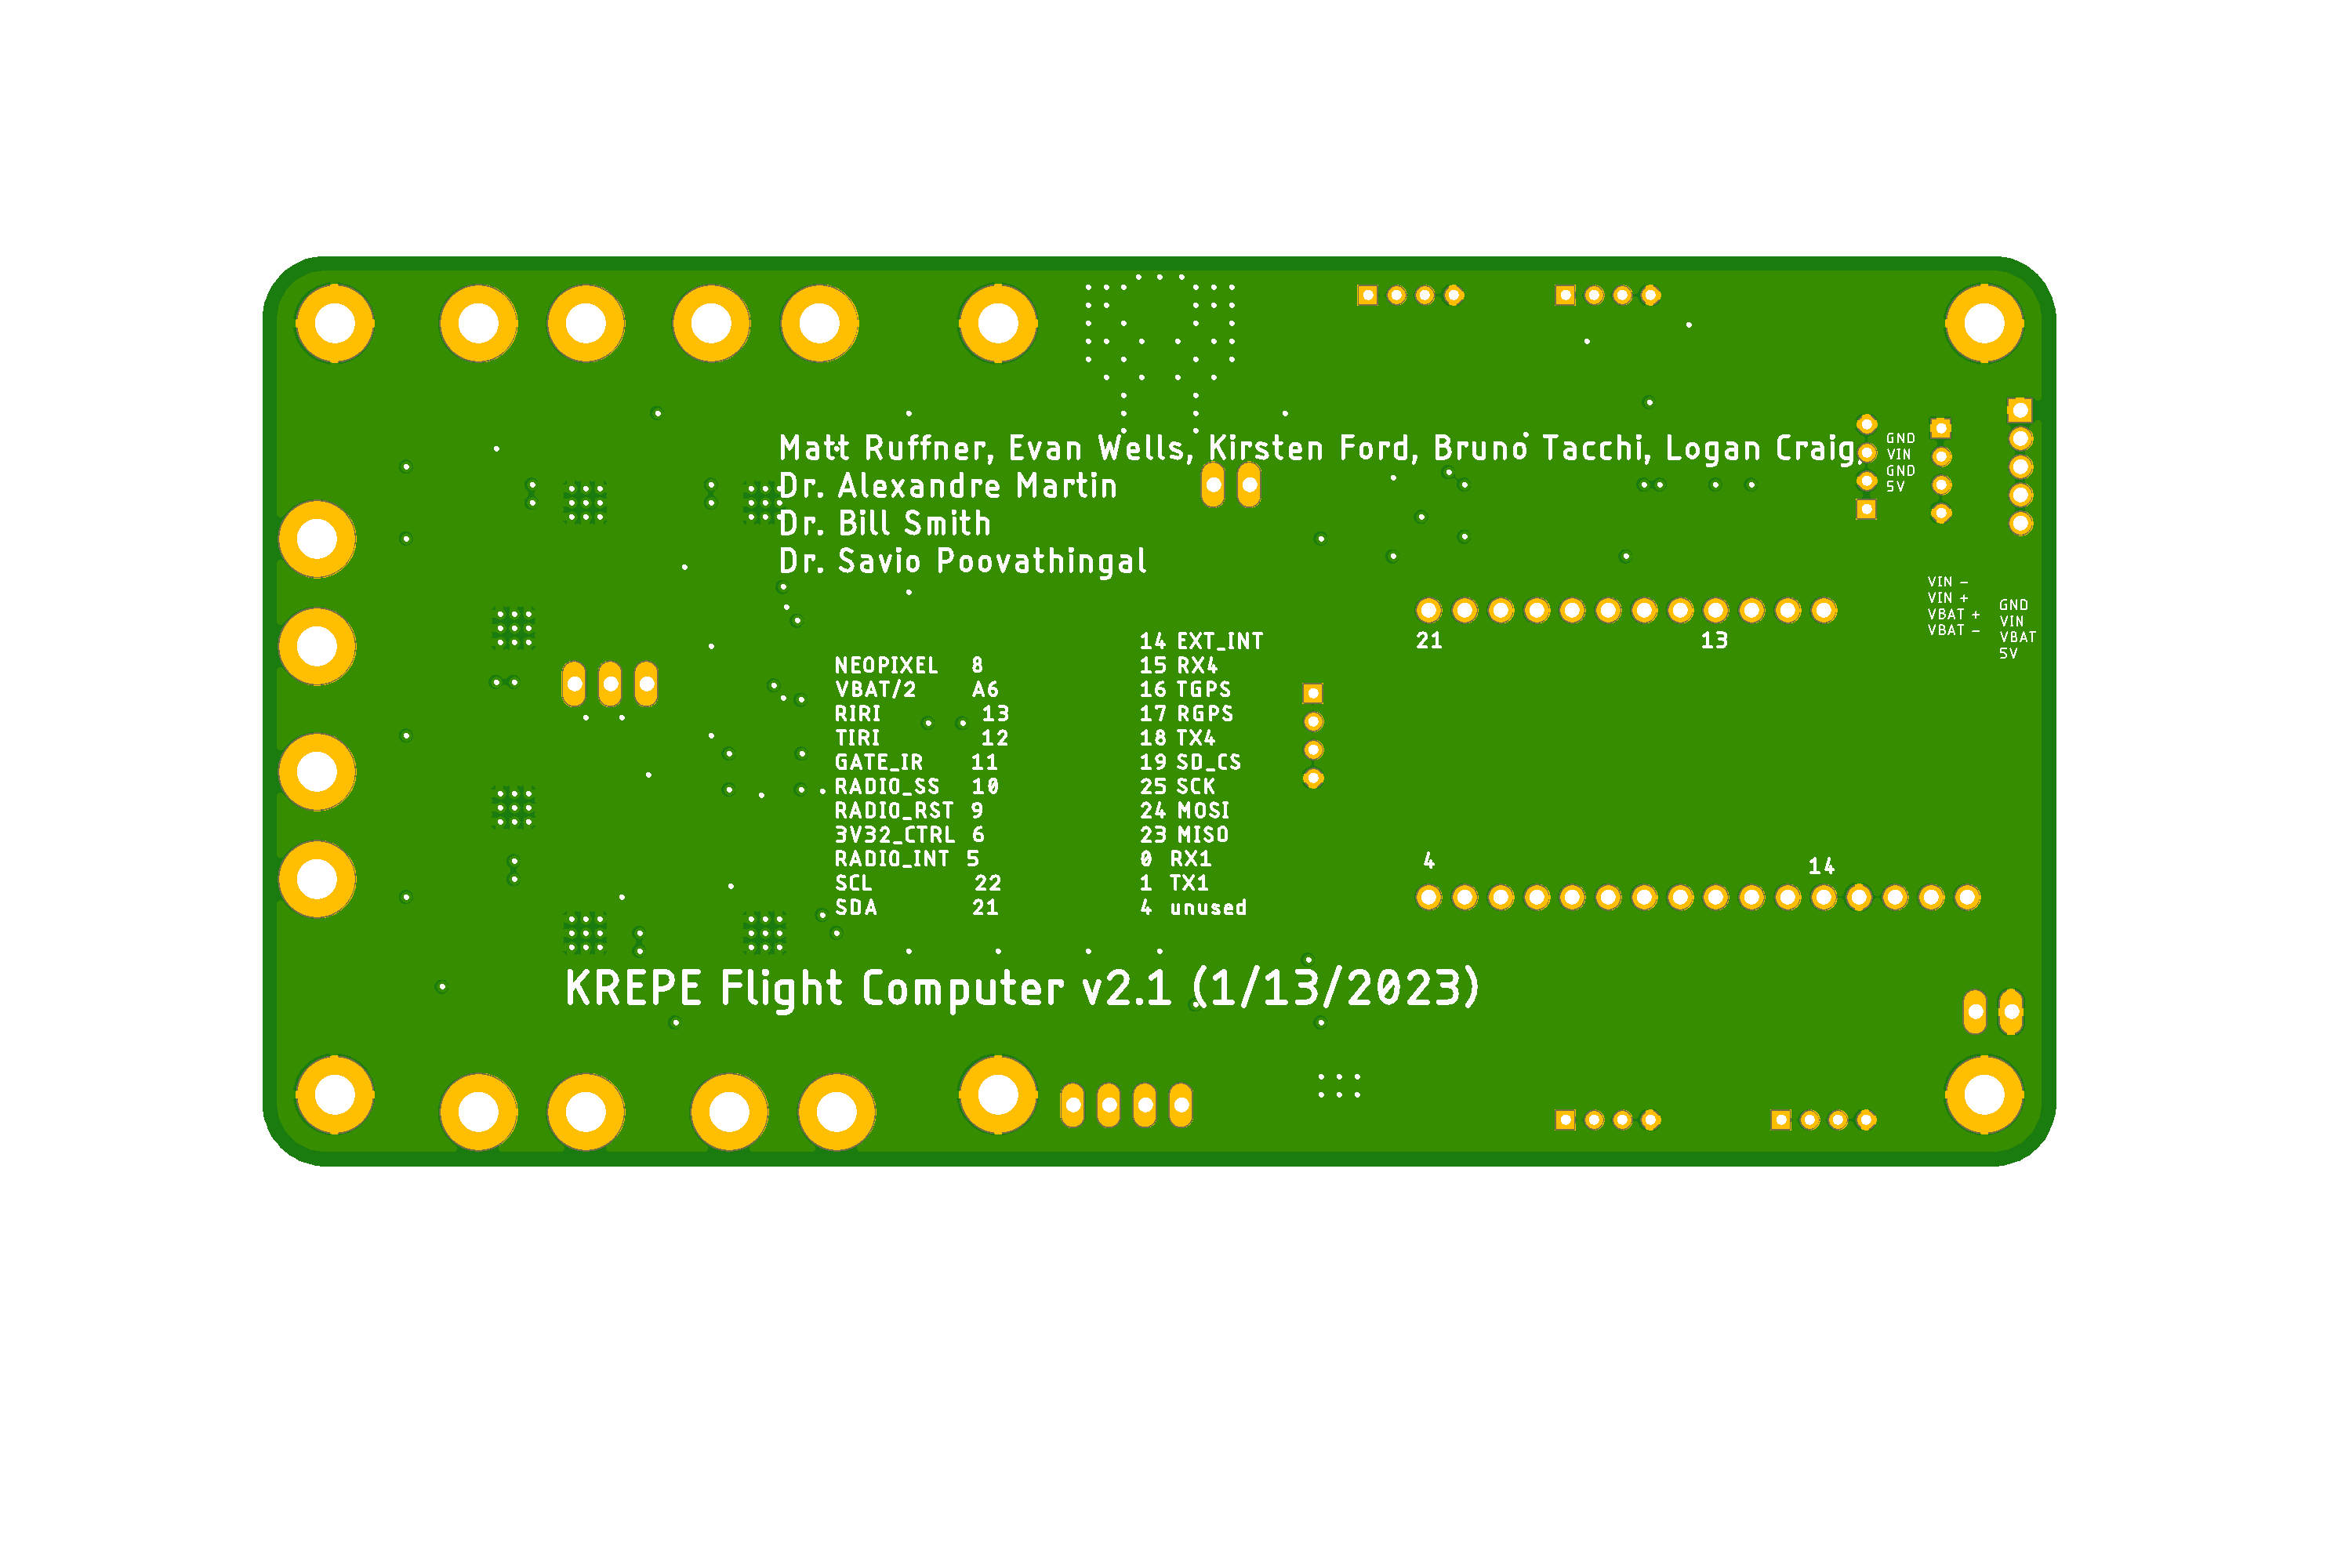 Matt Ruffner, Evan Wells, Kirsten Ford, Bruno Tacchi, Logan Craig,
Dr. Alexandre Martin
Dr. Bill Smith
Dr. Savio Poovathingal
GND
VIN
GND
5V
VIN -
VIN +
VBAT +
VBAT -
GND
VIN
VBAT
5V
21 13
NEOPIXEL 8
VBAT/2 A6
RIRI 13
TIRI 12
GATE_IR 11
RADIO_SS 10
RADIO_RST 9
3V32_CTRL 6
RADIO_INT 5
SCL 22
SDA 21
14 EXT_INT
15 RX4
16 TGPS
17 RGPS
18 TX4
19 SD_CS
25 SCK
24 MOSI
23 MISO
0 RX1
1 TX1
4 unused
4 14
KREPE Flight Computer v2.1 (1/13/2023)